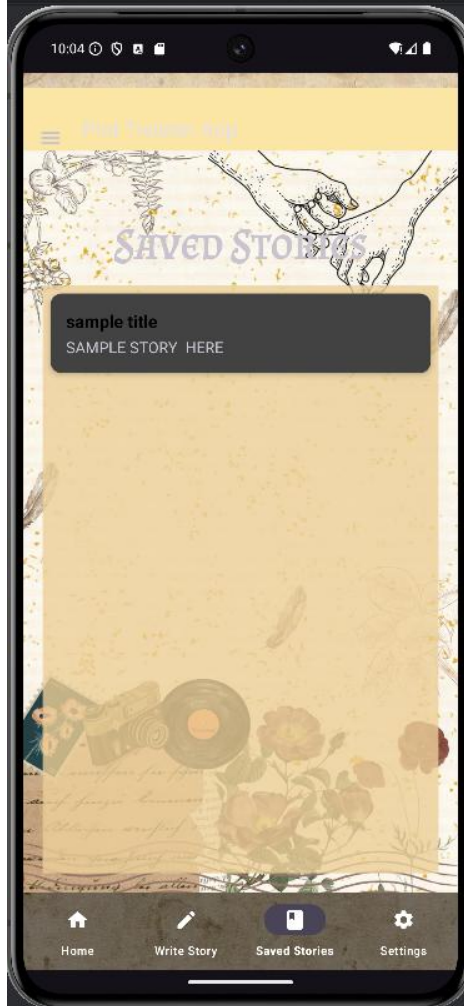 10:04
SAVED STORIES
sample title
SAMPLE STORY HERE
Home
Write Story
Saved Stories
Settings